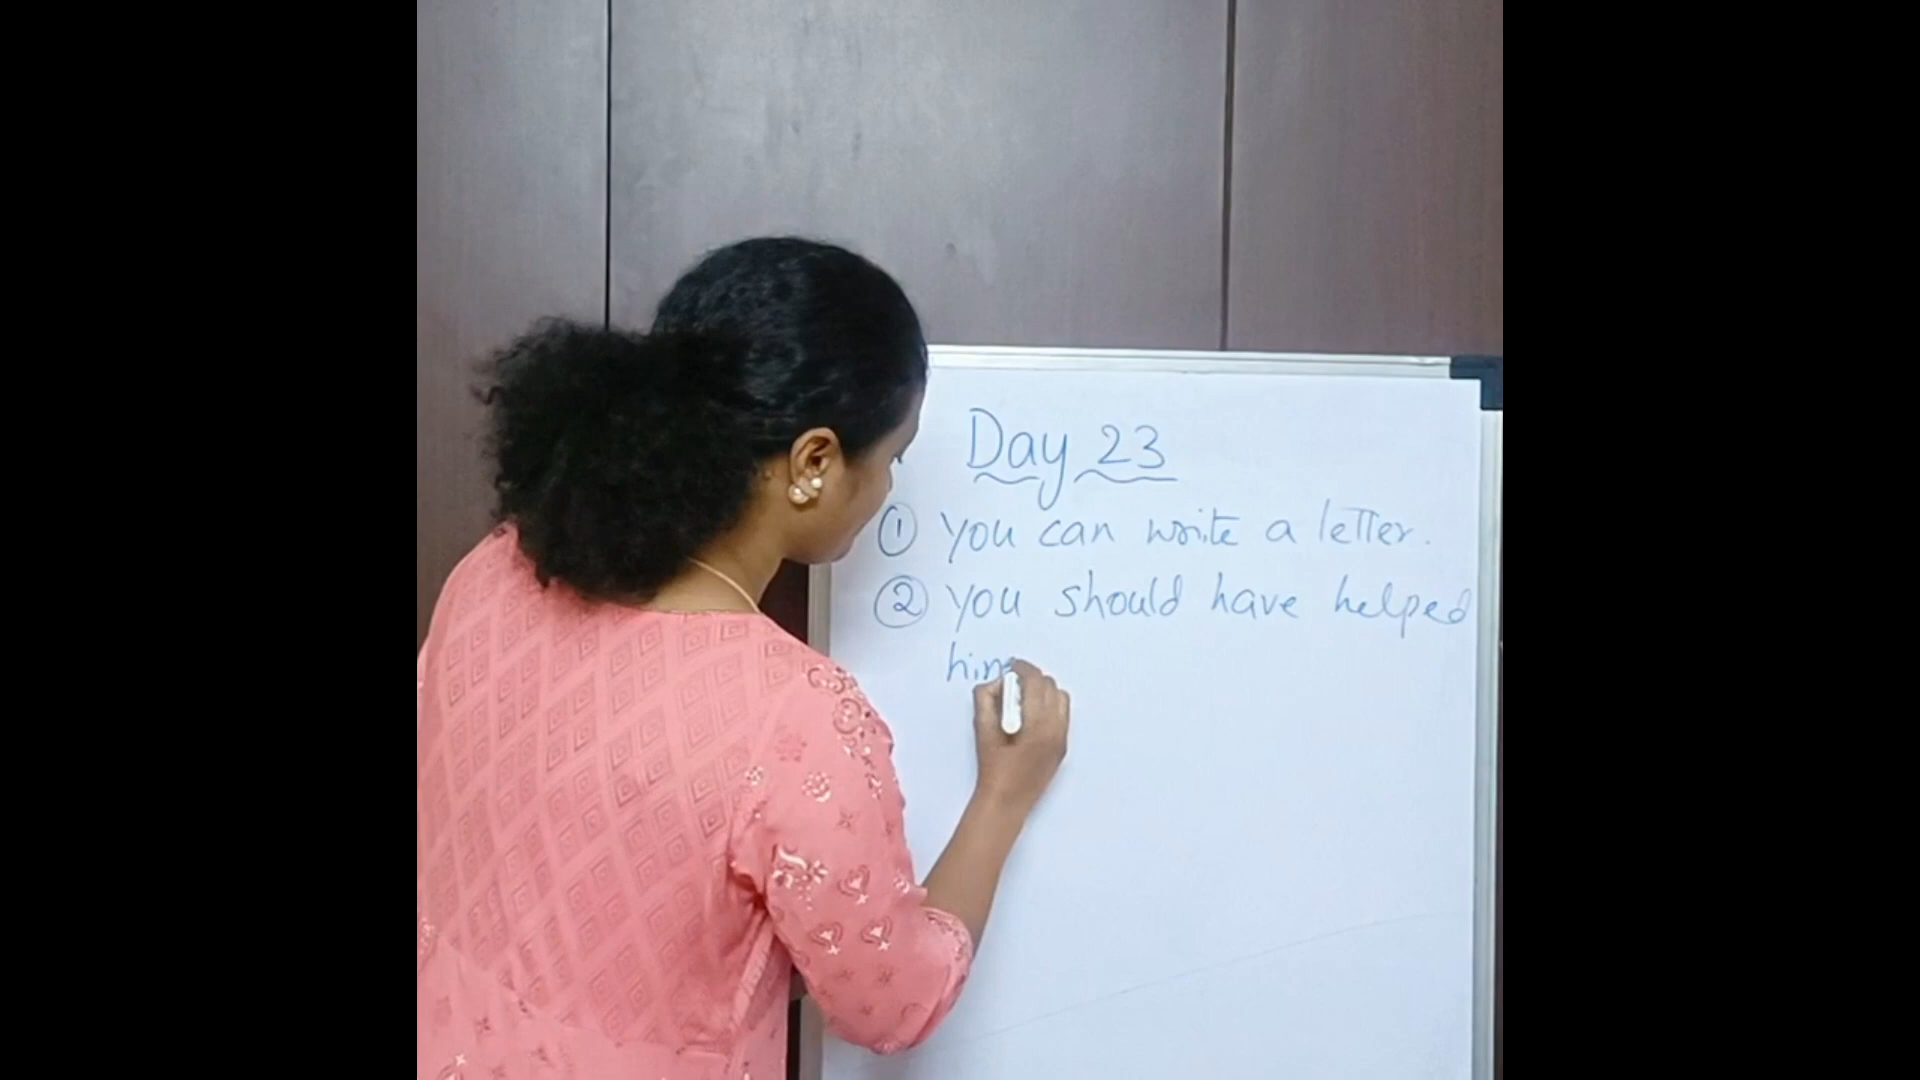 Day 23
① You can write a letter.
② You should have helped
him